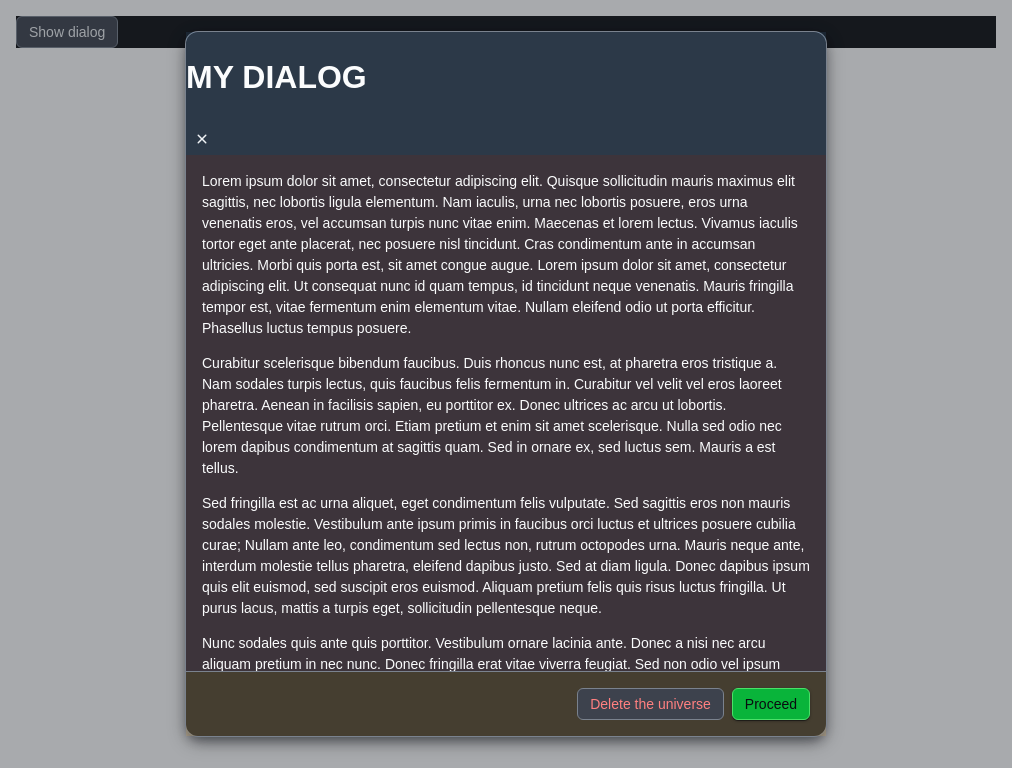 Show dialog
MY DIALOG
×
Lorem ipsum dolor sit amet, consectetur adipiscing elit. Quisque sollicitudin mauris maximus elit
sagittis, nec lobortis ligula elementum. Nam iaculis, urna nec lobortis posuere, eros urna
venenatis eros, vel accumsan turpis nunc vitae enim. Maecenas et lorem lectus. Vivamus iaculis
tortor eget ante placerat, nec posuere nisl tincidunt. Cras condimentum ante in accumsan
ultricies. Morbi quis porta est, sit amet congue augue. Lorem ipsum dolor sit amet, consectetur
adipiscing elit. Ut consequat nunc id quam tempus, id tincidunt neque venenatis. Mauris fringilla
tempor est, vitae fermentum enim elementum vitae. Nullam eleifend odio ut porta efficitur.
Phasellus luctus tempus posuere.
Curabitur scelerisque bibendum faucibus. Duis rhoncus nunc est, at pharetra eros tristique a.
Nam sodales turpis lectus, quis faucibus felis fermentum in. Curabitur vel velit vel eros laoreet
pharetra. Aenean in facilisis sapien, eu porttitor ex. Donec ultrices ac arcu ut lobortis.
Pellentesque vitae rutrum orci. Etiam pretium et enim sit amet scelerisque. Nulla sed odio nec
lorem dapibus condimentum at sagittis quam. Sed in ornare ex, sed luctus sem. Mauris a est
tellus.
Sed fringilla est ac urna aliquet, eget condimentum felis vulputate. Sed sagittis eros non mauris
sodales molestie. Vestibulum ante ipsum primis in faucibus orci luctus et ultrices posuere cubilia
curae; Nullam ante leo, condimentum sed lectus non, rutrum octopodes urna. Mauris neque ante,
interdum molestie tellus pharetra, eleifend dapibus justo. Sed at diam ligula. Donec dapibus ipsum
quis elit euismod, sed suscipit eros euismod. Aliquam pretium felis quis risus luctus fringilla. Ut
purus lacus, mattis a turpis eget, sollicitudin pellentesque neque.
Nunc sodales quis ante quis porttitor. Vestibulum ornare lacinia ante. Donec a nisi nec arcu
aliquam pretium in nec nunc. Donec fringilla erat vitae viverra feugiat. Sed non odio vel ipsum
Delete the universe
Proceed